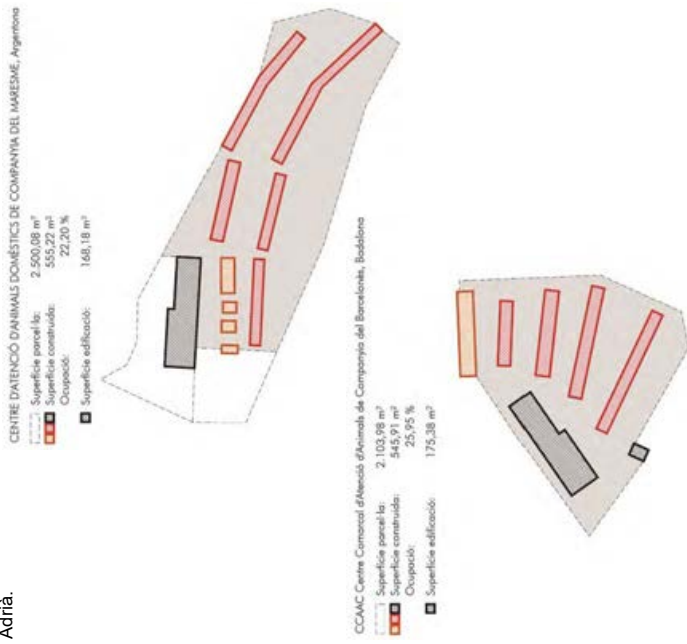 Adrià.
CENTRE D'ATENCIÓ D'ANIMALS DOMÈSTICS DE COMPANYIA DEL MARESME, Argentona
Superfície parcel·la: 2.500,08 m²
Superfície construida: 555,22 m²
Ocupació: 22,20 %
Superfície edificació: 168,18 m²
CCAAC Centre Comarcal d'Atenció d'Animals de Companyia del Barcelonès, Badalona
Superfície parcel·la: 2.103,98 m²
Superfície construida: 545,91 m²
Ocupació: 25,95 %
Superfície edificació: 175,38 m²